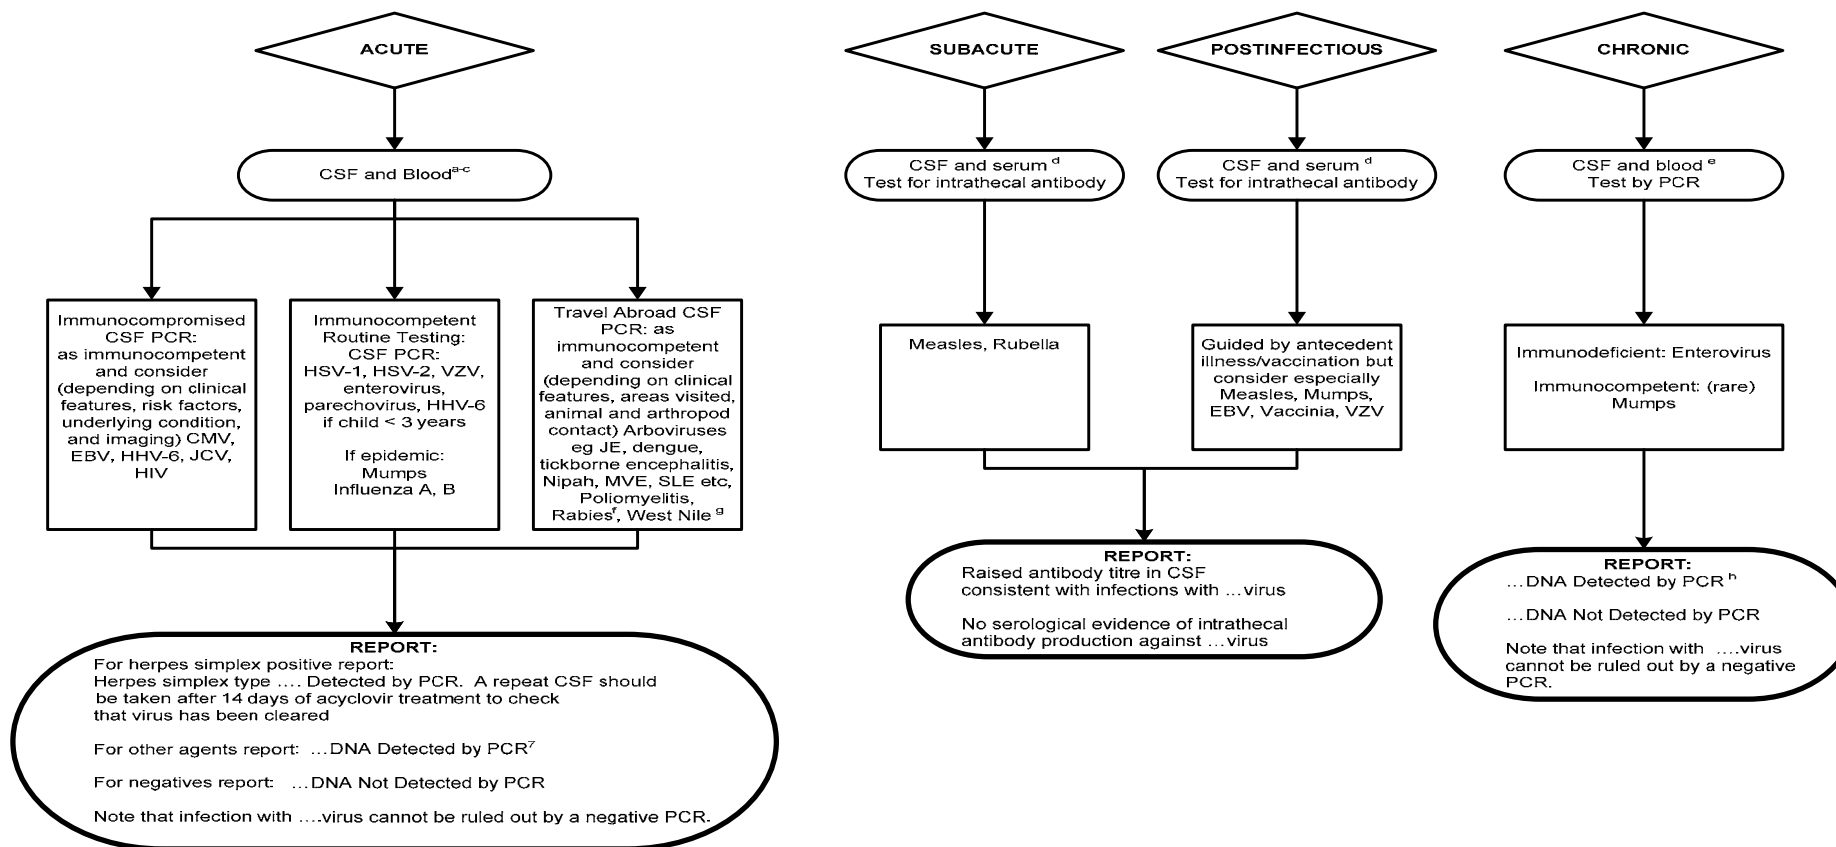 ACUTE
CSF and Blood a-c
Immunocompromised
CSF PCR:
as immunocompetent
and consider
(depending on clinical
features, risk factors,
underlying condition,
and imaging) CMV,
EBV, HHV-6, JCV,
HIV
Immunocompetent
Routine Testing:
CSF PCR:
HSV-1, HSV-2, VZV,
enterovirus,
parechovirus, HHV-6
if child < 3 years
If epidemic:
Mumps
Influenza A, B
Travel Abroad CSF
PCR: as
immunocompetent
and consider
(depending on clinical
features, areas visited,
animal and arthropod
contact) Arboviruses
eg JE, dengue,
tickborne encephalitis,
Nipah, MVE, SLE etc,
Poliomyelitis,
Rabies f, West Nile g
REPORT:
For herpes simplex positive report:
Herpes simplex type .... Detected by PCR. A repeat CSF should
be taken after 14 days of acyclovir treatment to check
that virus has been cleared
For other agents report: ...DNA Detected by PCR 7
For negatives report: ...DNA Not Detected by PCR
Note that infection with ....virus cannot be ruled out by a negative PCR.
SUBACUTE
CSF and serum d
Test for intrathecal antibody
Measles, Rubella
POSTINFECTIOUS
CSF and serum d
Test for intrathecal antibody
Guided by antecedent
illness/vaccination but
consider especially
Measles, Mumps,
EBV, Vaccinia, VZV
REPORT:
Raised antibody titre in CSF
consistent with infections with ...virus
No serological evidence of intrathecal
antibody production against ...virus
CHRONIC
CSF and blood e
Test by PCR
Immunodeficient: Enterovirus
Immunocompetent: (rare)
Mumps
REPORT:
...DNA Detected by PCR h
...DNA Not Detected by PCR
Note that infection with ....virus
cannot be ruled out by a negative
PCR.